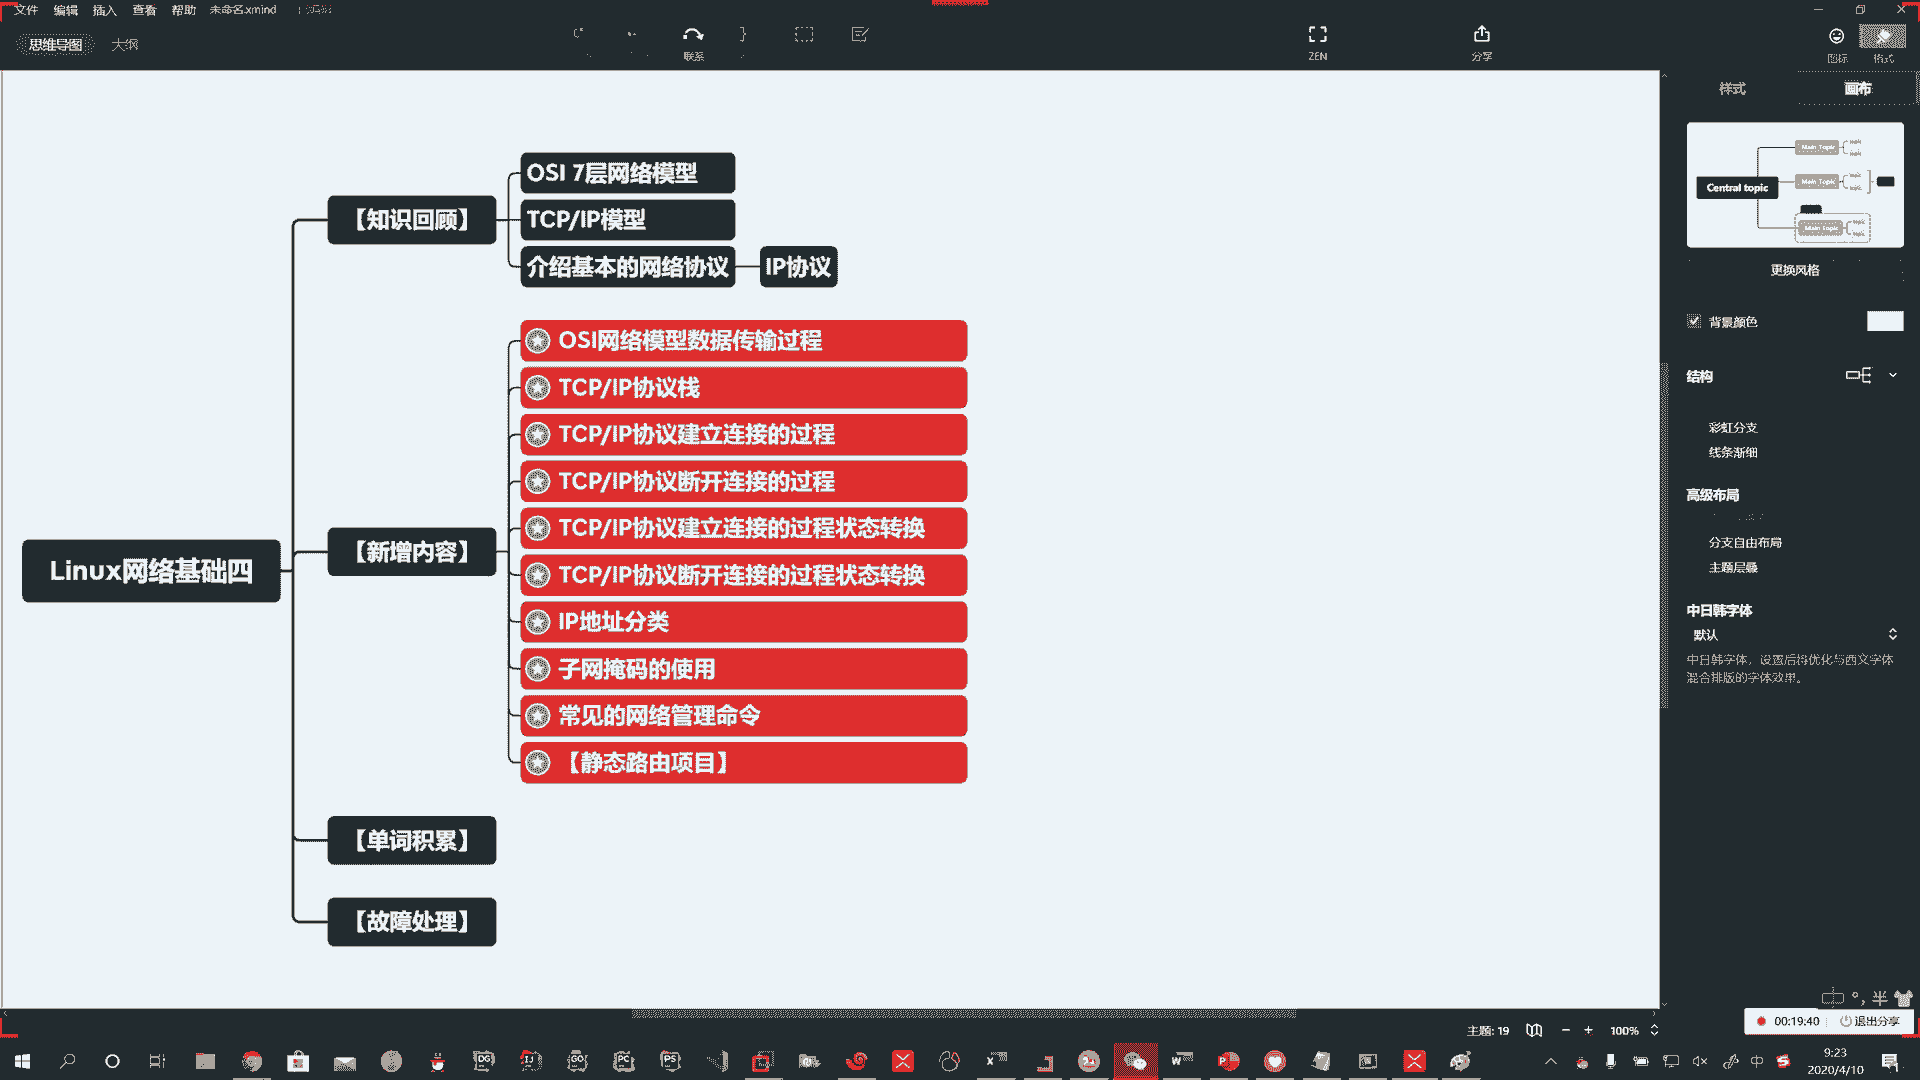 文件 编辑 插入 查看 帮助 未命名.xmind
思维导图 大纲
联系
ZEN
分享
图标 格式
样式 画布
OSI 7层网络模型
TCP/IP模型
介绍基本的网络协议 IP协议
【知识回顾】
OSI网络模型数据传输过程
TCP/IP协议栈
TCP/IP协议建立连接的过程
TCP/IP协议断开连接的过程
TCP/IP协议建立连接的过程状态转换
TCP/IP协议断开连接的过程状态转换
IP地址分类
子网掩码的使用
常见的网络管理命令
【静态路由项目】
【新增内容】
Linux网络基础四
【单词积累】
【故障处理】
Central topic
Main Topic
Main Topic
Main Topic
更换风格
背景颜色
结构
彩虹分支
线条渐细
高级布局
分支自由布局
主题层叠
中日韩字体
默认
中日韩字体，设置后将优化与西文字体
混合排版的字体效果。
半
00:19:40 退出分享
主题: 19 100%
中
9:23
2020/4/10